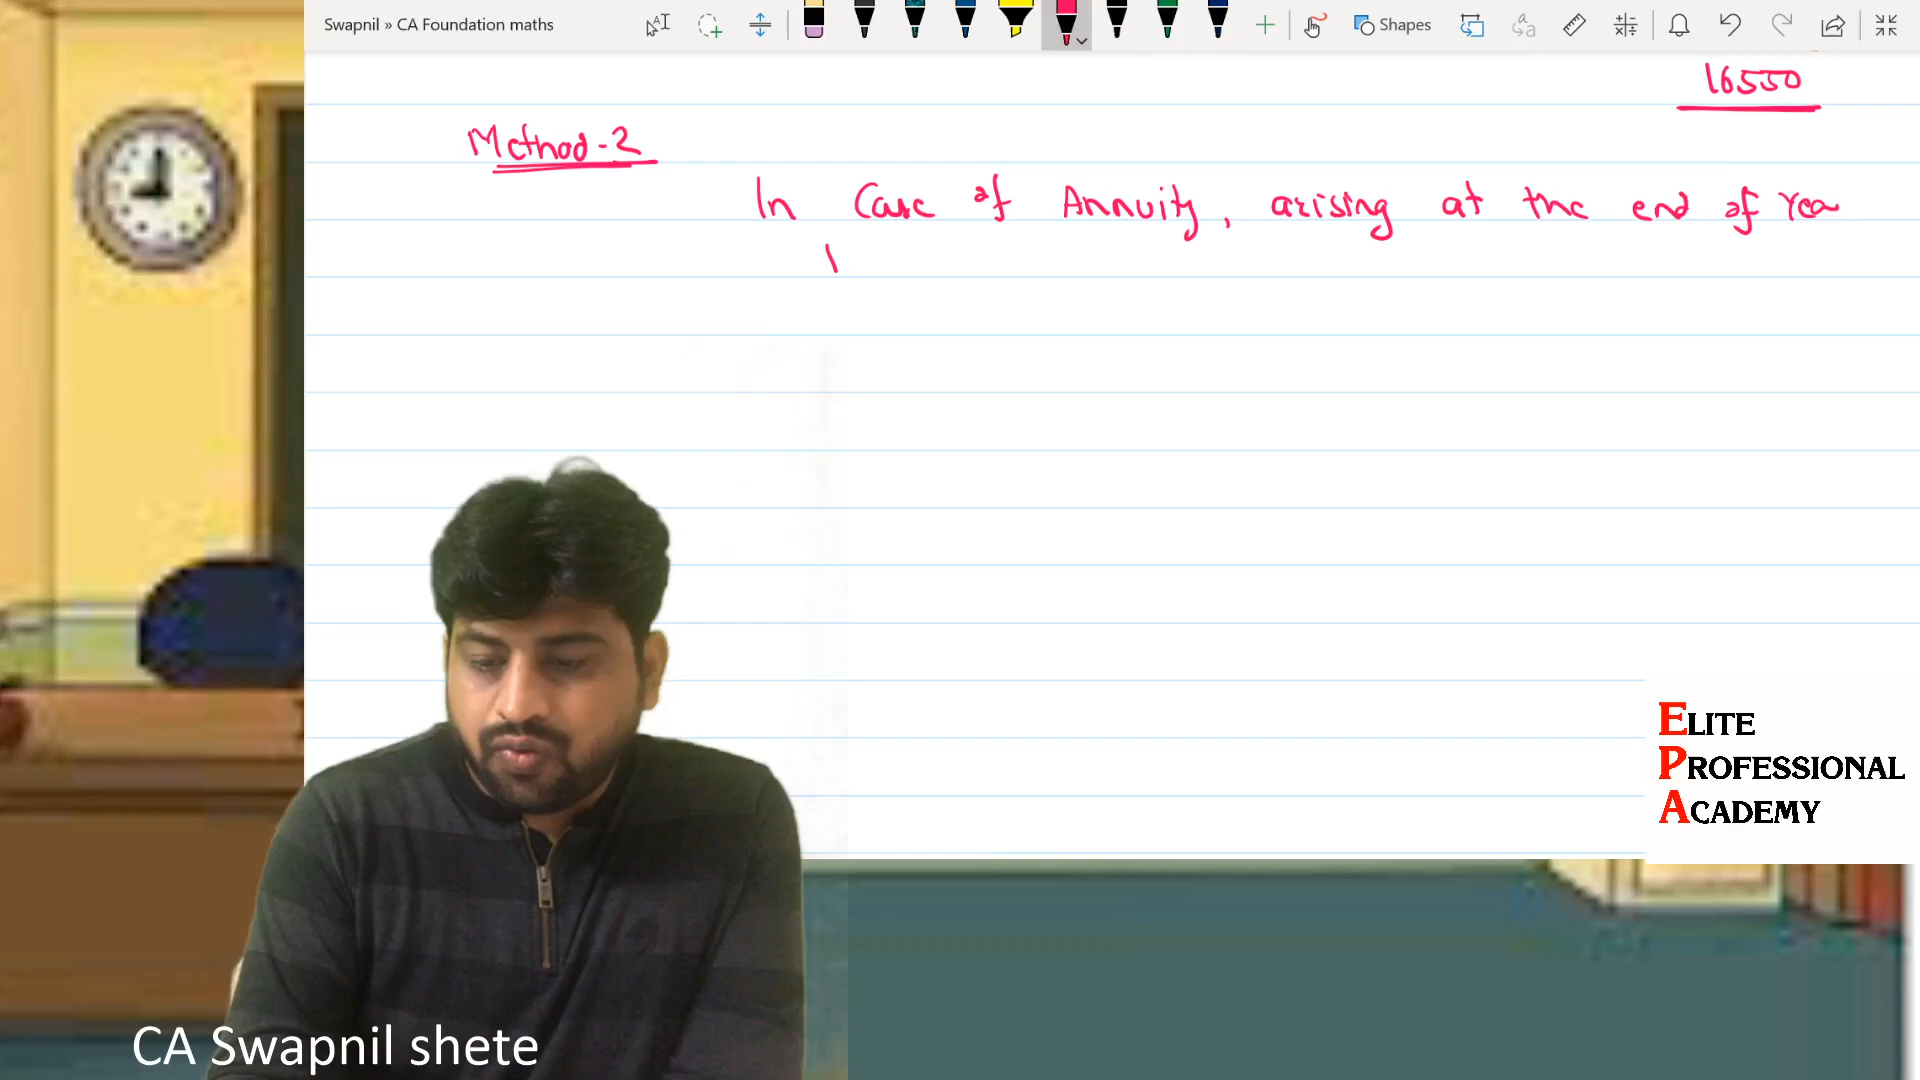 Swapnil » CA Foundation maths
Shapes
16550
Method-2
In Case of Annuity, arising at the end of Yea
ELITE
PROFESSIONAL
ACADEMY
CA Swapnil shete